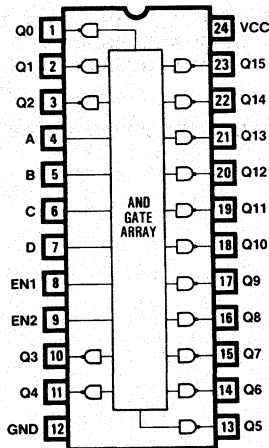 Q0 1 24 VCC
Q1 2 23 Q15
Q2 3 22 Q14
A 4 21 Q13
B 5 20 Q12
C 6 19 Q11
D 7 18 Q10
AND
GATE
ARRAY
EN1 8 17 Q9
EN2 9 16 Q8
Q3 10 15 Q7
Q4 11 14 Q6
GND 12 13 Q5